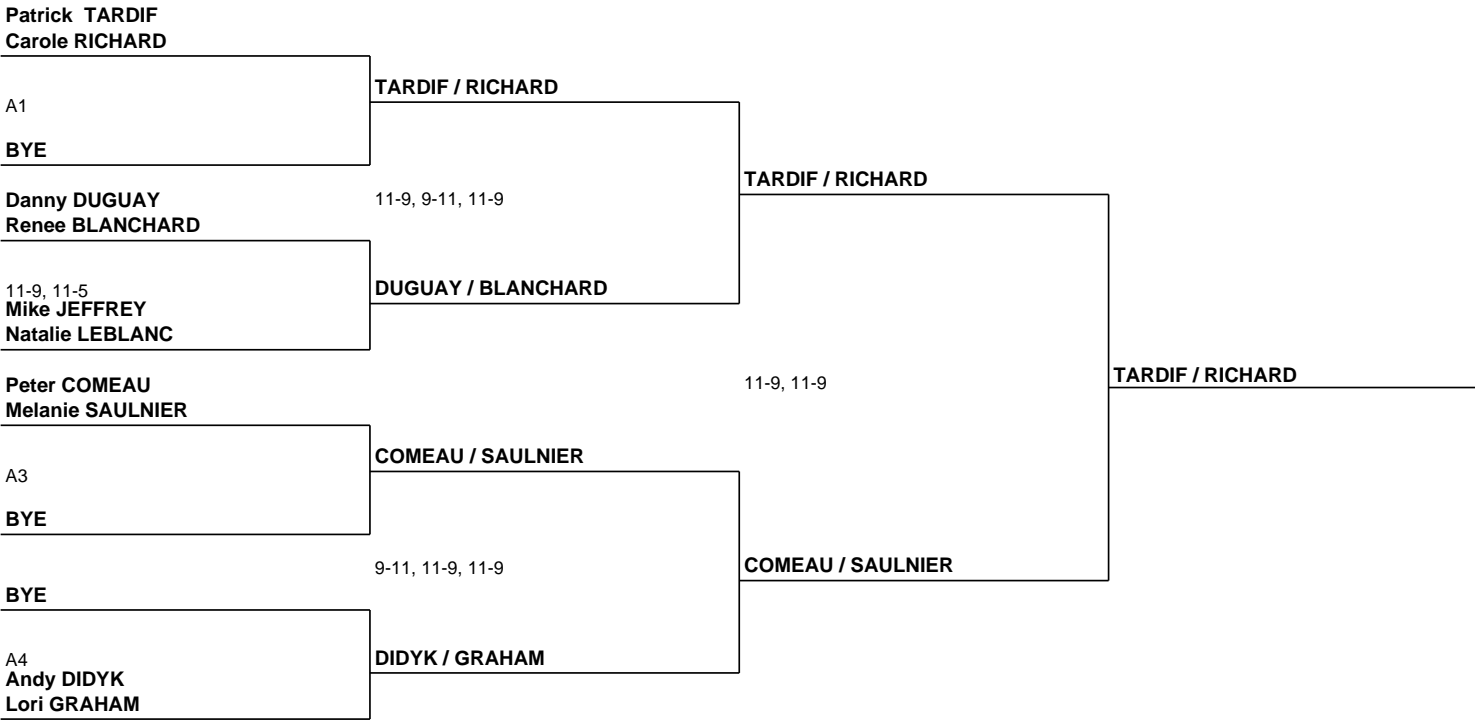 Patrick  TARDIF
Carole RICHARD
TARDIF / RICHARD
A1
BYE
TARDIF / RICHARD
Danny DUGUAY
11-9, 9-11, 11-9
Renee BLANCHARD
11-9, 11-5
DUGUAY / BLANCHARD
Mike JEFFREY
Natalie LEBLANC
TARDIF / RICHARD
Peter COMEAU
11-9, 11-9
Melanie SAULNIER
COMEAU / SAULNIER
A3
BYE
9-11, 11-9, 11-9
COMEAU / SAULNIER
BYE
A4
DIDYK / GRAHAM
Andy DIDYK
Lori GRAHAM